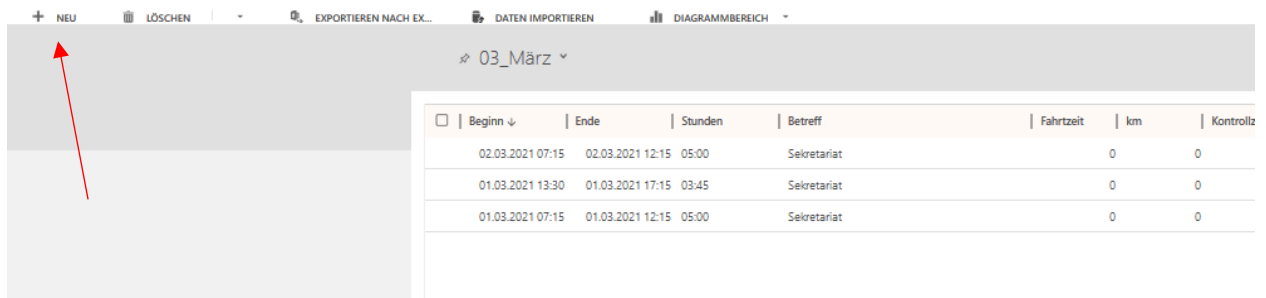 NEU LÖSCHEN EXPORTIEREN NACH EX... DATEN IMPORTIEREN DIAGRAMMBEREICH
03_März
Beginn Ende Stunden Betreff Fahrtzeit km Kontrollz
02.03.2021 07:15 02.03.2021 12:15 05:00 Sekretariat 0 0
01.03.2021 13:30 01.03.2021 17:15 03:45 Sekretariat 0 0
01.03.2021 07:15 01.03.2021 12:15 05:00 Sekretariat 0 0